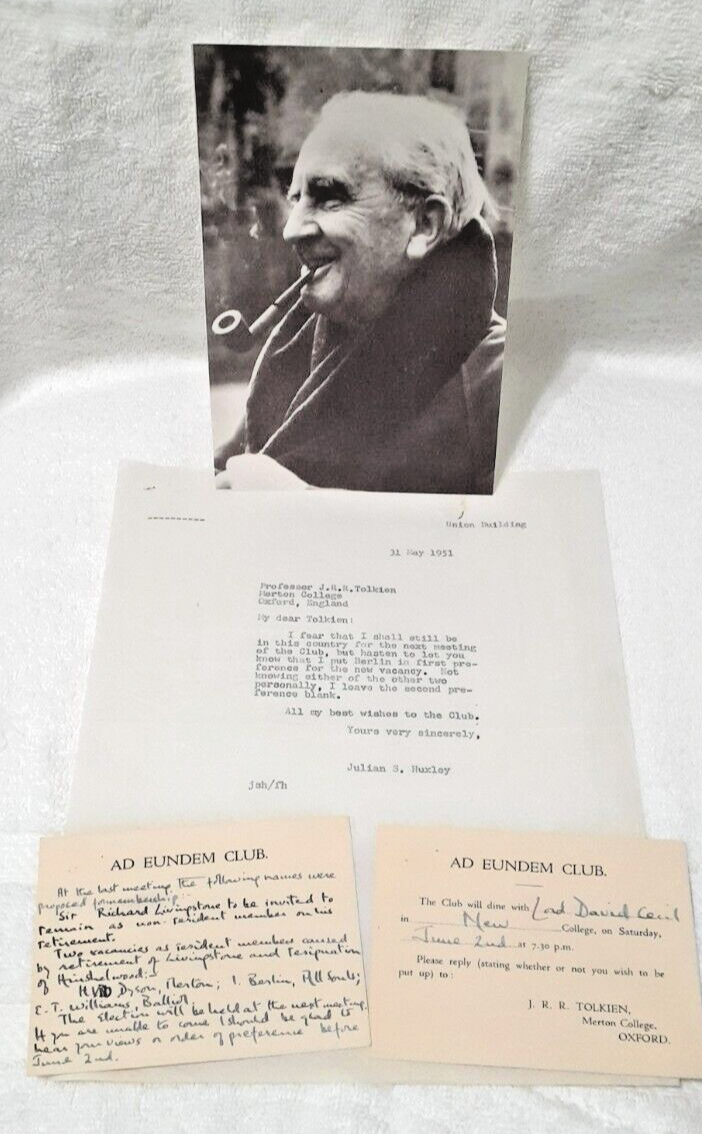 Union Building
31 May 1951
Professor J.R.R.Tolkien
Merton College
Oxford, England
My dear Tolkien:
I fear that I shall still be
in this country for the next meeting
of the Club, but hasten to let you
know that I put Berlin in first pre-
ference for the new vacancy. Not
knowing either of the other two
personally, I leave the second pre-
ference blank.
All my best wishes to the Club.
Yours very sincerely,
Julian S. Huxley
jsh/fh
AD EUNDEM CLUB.
At the last meeting, the following names were
proposed for membership:-
Sir Richard Livingstone to be invited to
remain as non-resident member on his
retirement.
Two vacancies as resident members caused
by retirement of Livingstone and resignation
of Hinshelwood:-
HVD Dyson, Merton; I. Berlin, All Souls;
E. T. Williams, Balliol.
The election will be held at the next meeting.
If you are unable to come I should be glad to
hear your views or order of preference before
June 2nd.
AD EUNDEM CLUB.
The Club will dine with Lord David Cecil
in New College, on Saturday,
June 2nd at 7.30 p.m.
Please reply (stating whether or not you wish to be
put up) to :
J. R. R. TOLKIEN,
Merton College,
OXFORD.